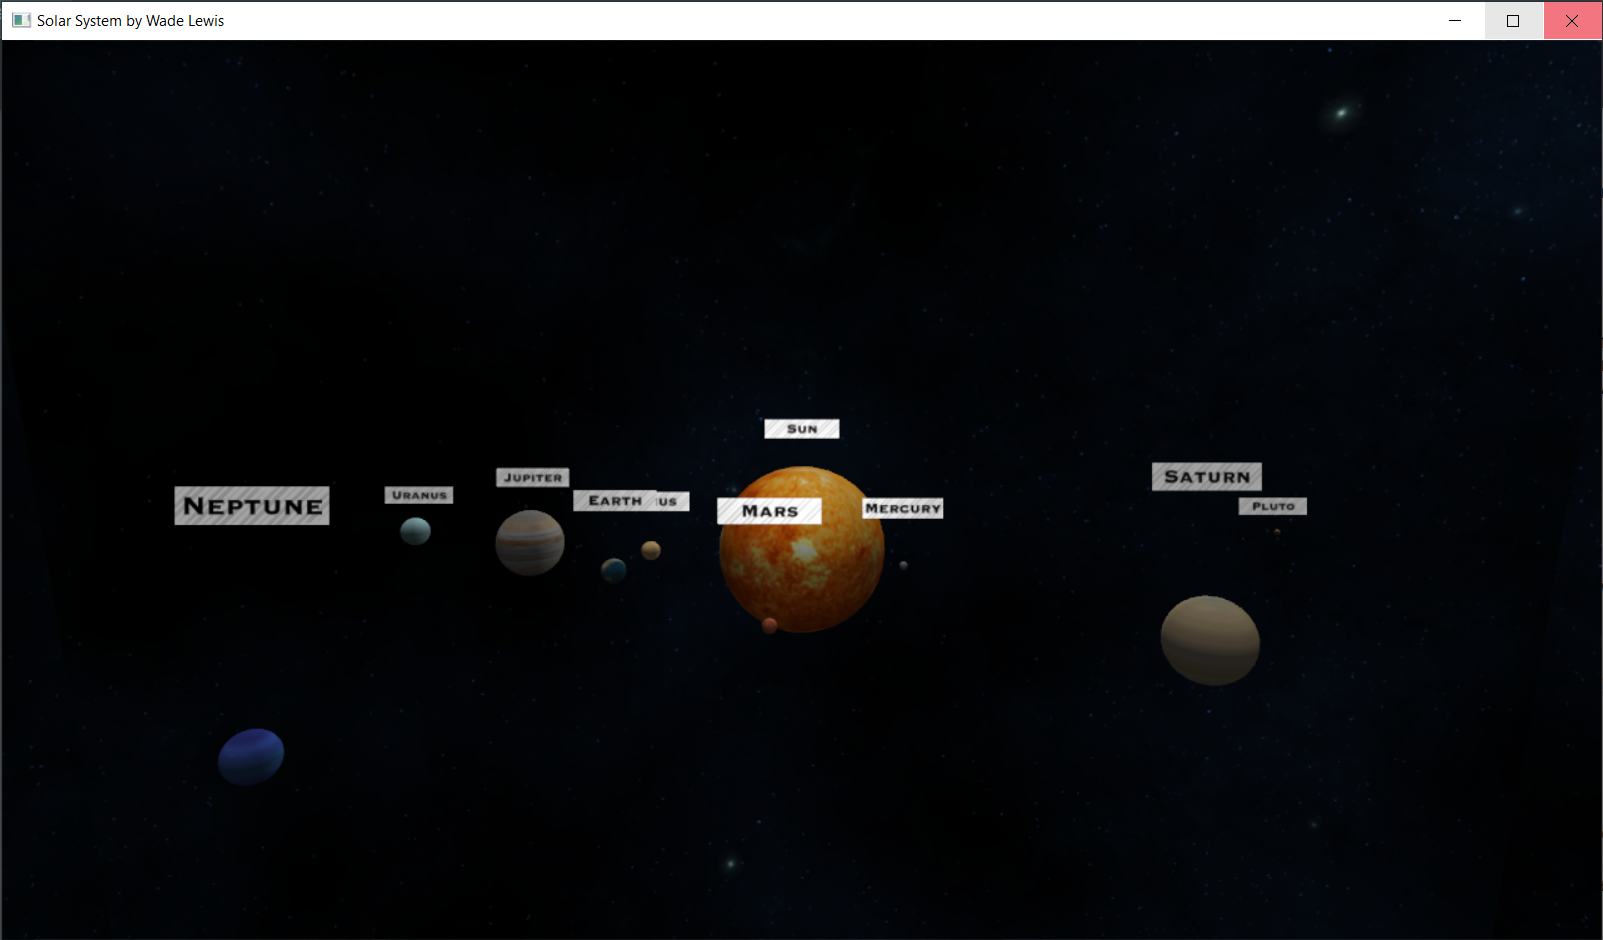 Solar System by Wade Lewis
Sun
Jupiter
Saturn
Uranus
Earth
us
Neptune
Mars
Mercury
Pluto